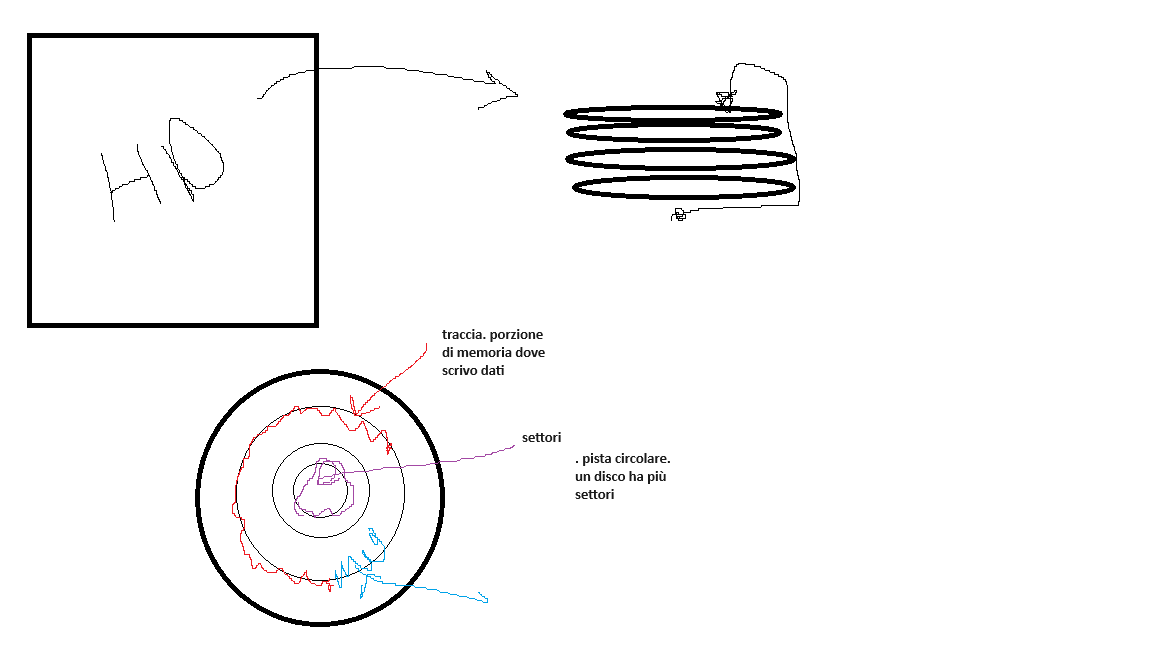 HD
traccia. porzione
di memoria dove
scrivo dati
settori
. pista circolare.
un disco ha più
settori